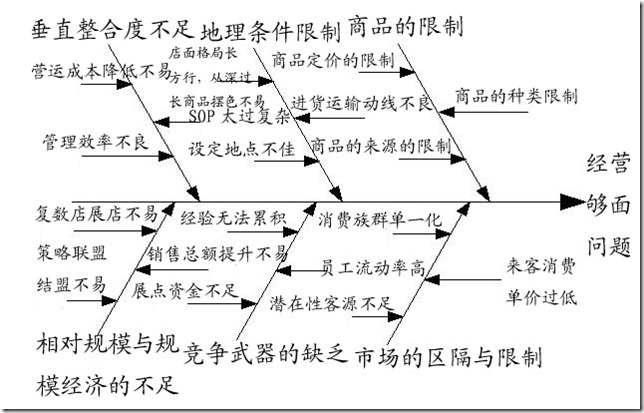 垂直整合度不足
地理条件限制
商品的限制
营运成本降低不易
店面格局长
方行，从深过
长商品摆色不易
SOP 太过复杂
管理效率不良
设定地点不佳
商品定价的限制
进货运输动线不良
商品的种类限制
商品的来源的限制
经营
够面
问题
复数店展店不易
经验无法累积
消费族群单一化
策略联盟
结盟不易
销售总额提升不易
员工流动率高
来客消费
单价过低
展点资金不足
潜在性客源不足
相对规模与规
模经济的不足
竞争武器的缺乏
市场的区隔与限制